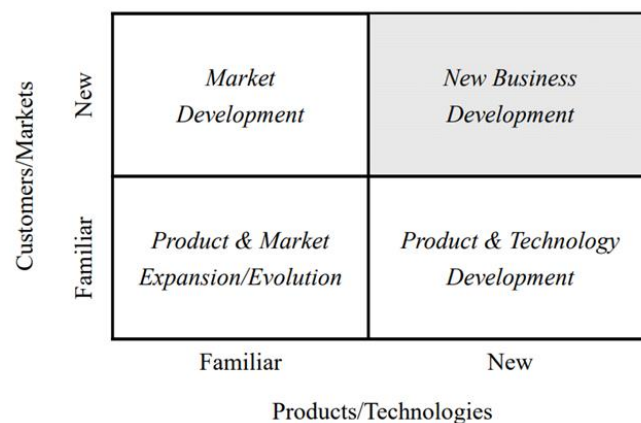 Customers/Markets
New
Market
Development
New Business
Development
Familiar
Product & Market
Expansion/Evolution
Product & Technology
Development
Familiar
New
Products/Technologies